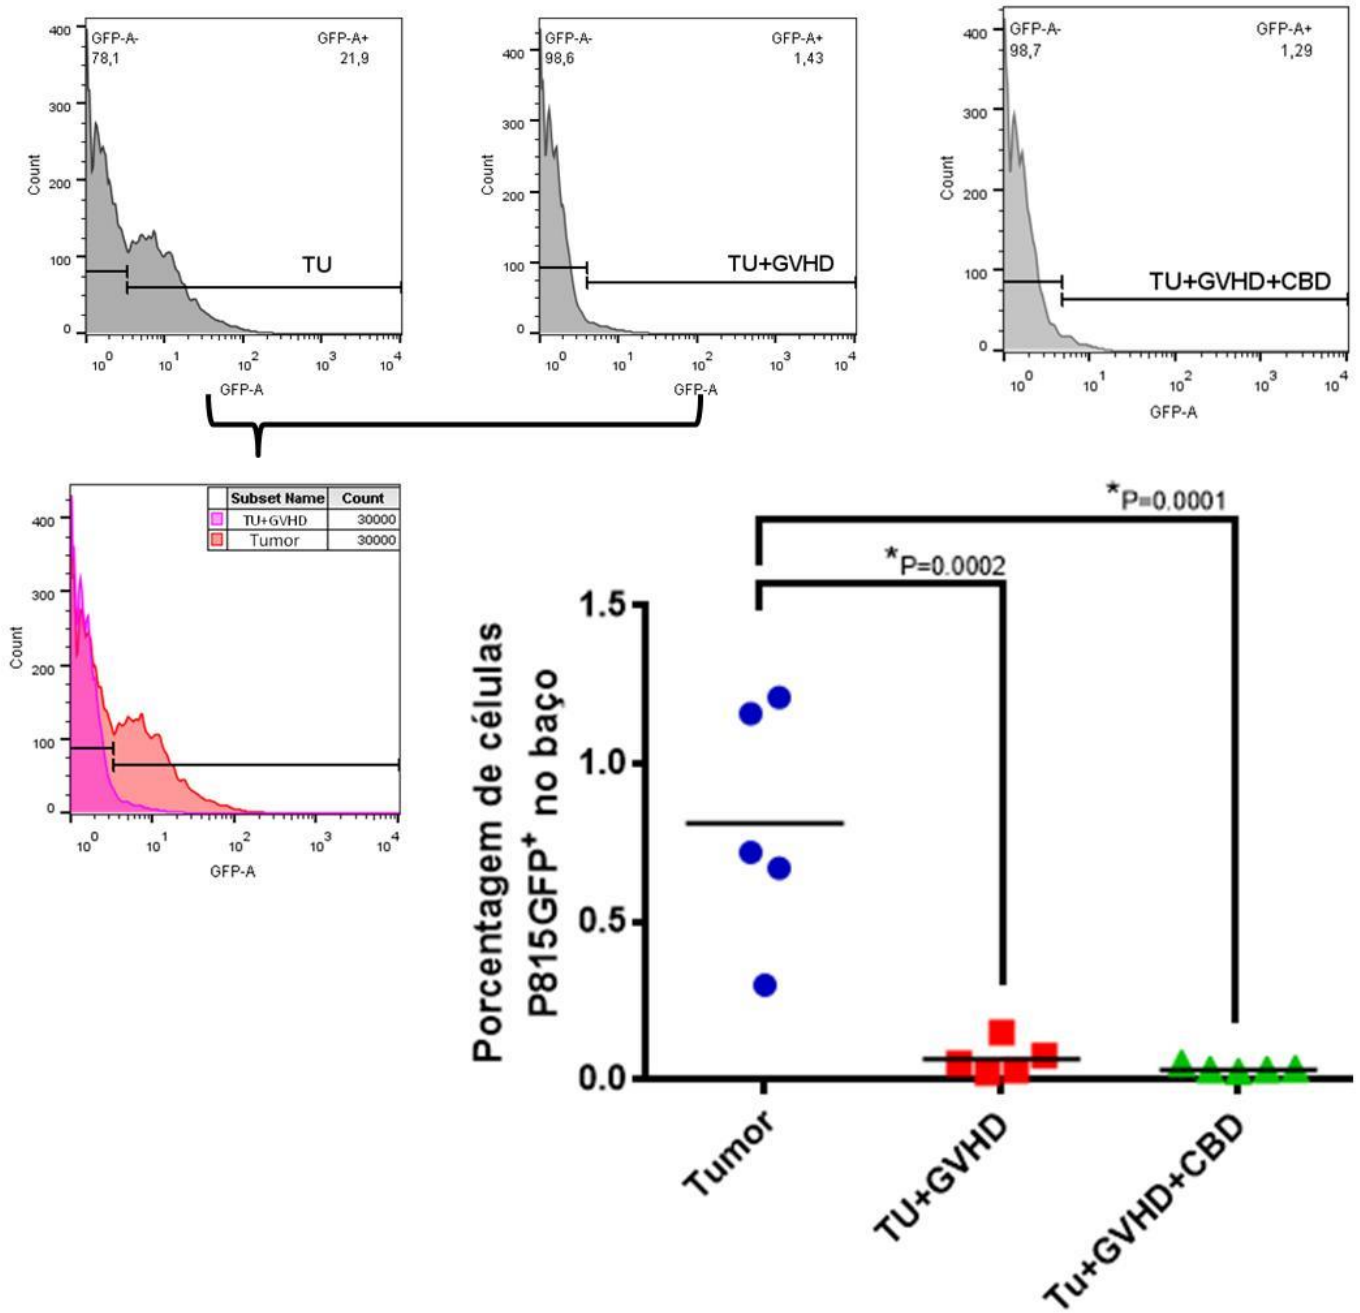 GFP-A-
78,1
GFP-A+
21,9
400
300
200
100
0
Count
TU
10^0 10^1 10^2 10^3 10^4
GFP-A
GFP-A-
98,6
GFP-A+
1,43
400
300
200
100
0
Count
TU+GVHD
10^0 10^1 10^2 10^3 10^4
GFP-A
GFP-A-
98,7
GFP-A+
1,29
400
300
200
100
0
Count
TU+GVHD+CBD
10^0 10^1 10^2 10^3 10^4
GFP-A
Subset Name Count
TU+GVHD 30000
Tumor 30000
400
300
200
100
0
Count
10^0 10^1 10^2 10^3 10^4
GFP-A
*P=0.0001
*P=0.0002
Porcentagem de células
P815GFP+ no baço
1.5
1.0
0.5
0.0
Tumor
TU+GVHD
Tu+GVHD+CBD